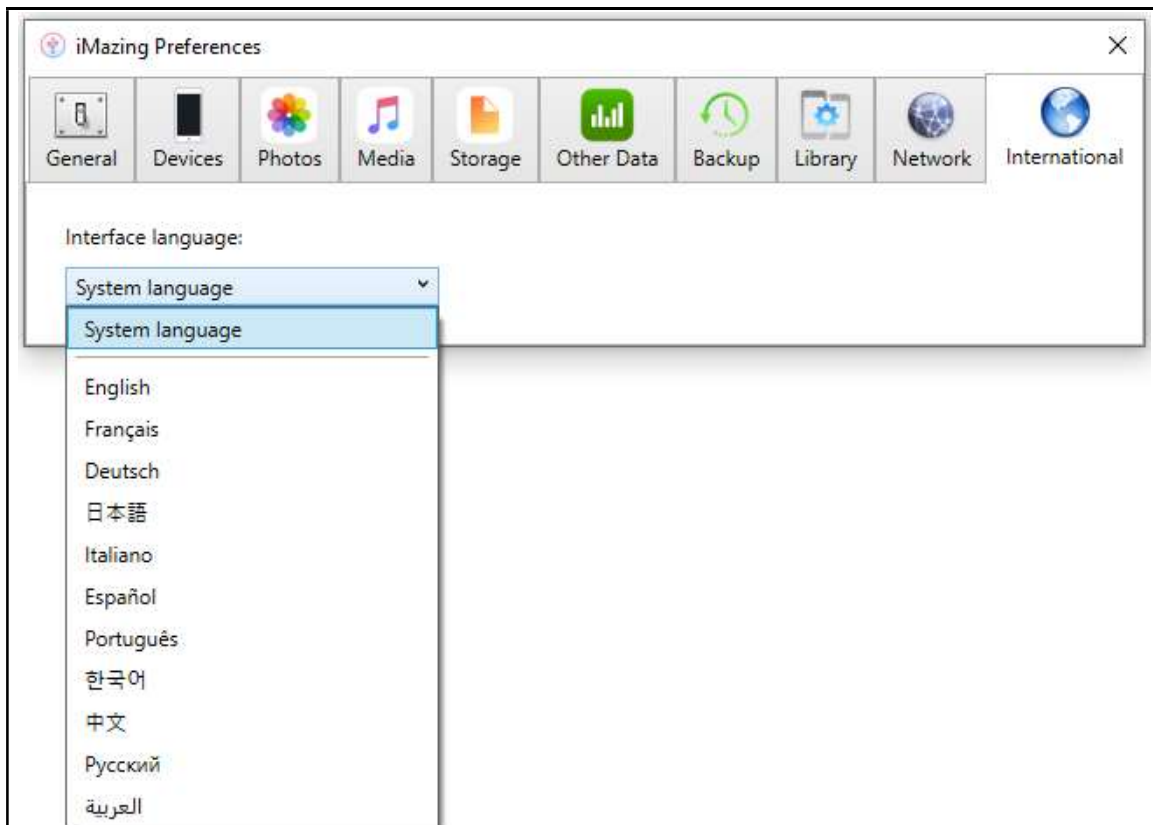 iMazing Preferences
General Devices Photos Media Storage Other Data Backup Library Network International
Interface language:
System language
System language
English
Français
Deutsch
日本語
Italiano
Español
Português
한국어
中文
Русский
العربية